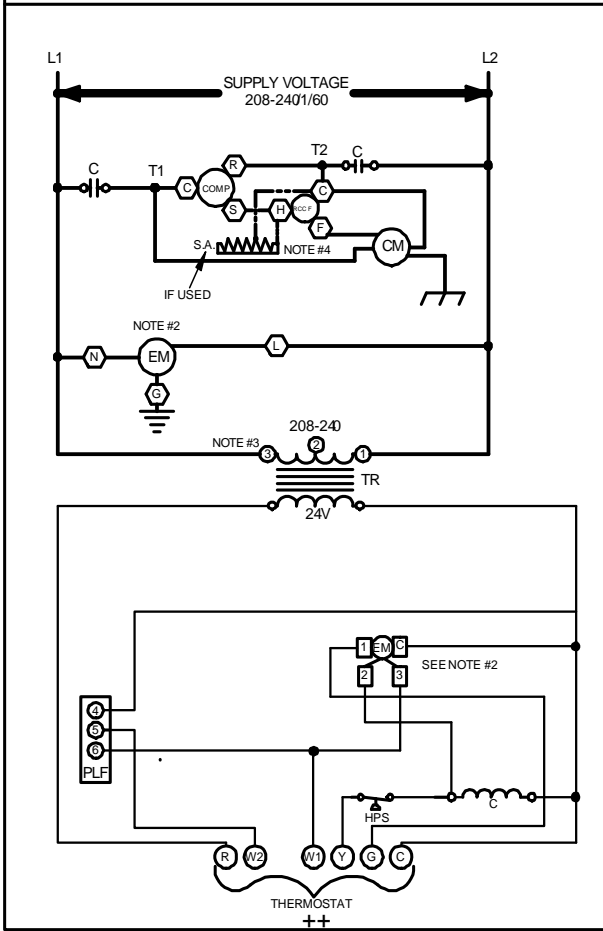 L1
L2
SUPPLY VOLTAGE
208-240/1/60
C
T1
T2
C
C
COMP
R
S
H
RCCF
C
F
CM
S.A.
NOTE #4
IF USED
NOTE #2
N
EM
L
G
208-240
NOTE #3
3
2
1
TR
24V
1
EM
C
SEE NOTE #2
2
3
4
5
6
PLF
HPS
C
R
W2
W1
Y
G
C
THERMOSTAT
++